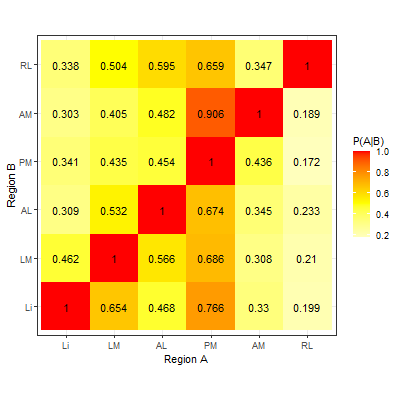 RL 0.338 0.504 0.595 0.659 0.347 1
AM 0.303 0.405 0.482 0.906 1 0.189
PM 0.341 0.435 0.454 1 0.436 0.172
AL 0.309 0.532 1 0.674 0.345 0.233
LM 0.462 1 0.566 0.686 0.308 0.21
Li 1 0.654 0.468 0.766 0.33 0.199
Li LM AL PM AM RL
Region A
Region B
P(A|B)
1.0
0.8
0.6
0.4
0.2